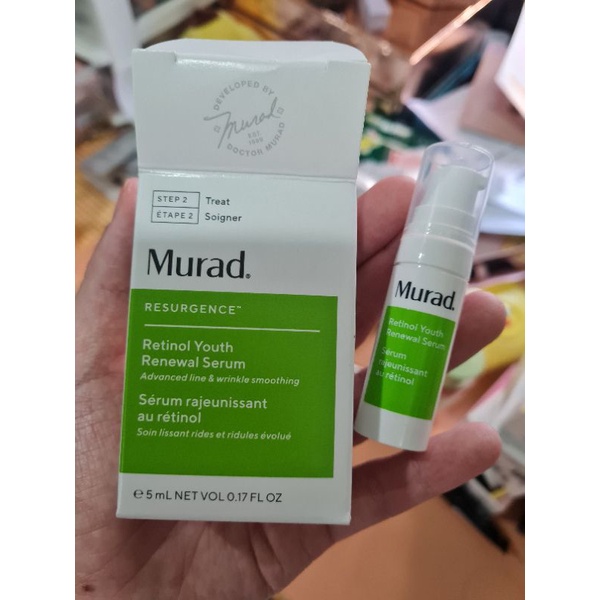 DEVELOPED BY
Murad
EST.
DOCTOR MURAD
STEP 2 Treat
ÉTAPE 2 Soigner
Murad.
RESURGENCE™
Retinol Youth
Renewal Serum
Advanced line & wrinkle smoothing
Sérum rajeunissant
au rétinol
Soin lissant rides et ridules évolué
℮ 5 mL NET VOL 0.17 FL OZ
Murad.
Retinol Youth
Renewal Serum
Sérum
rajeunissant
au rétinol